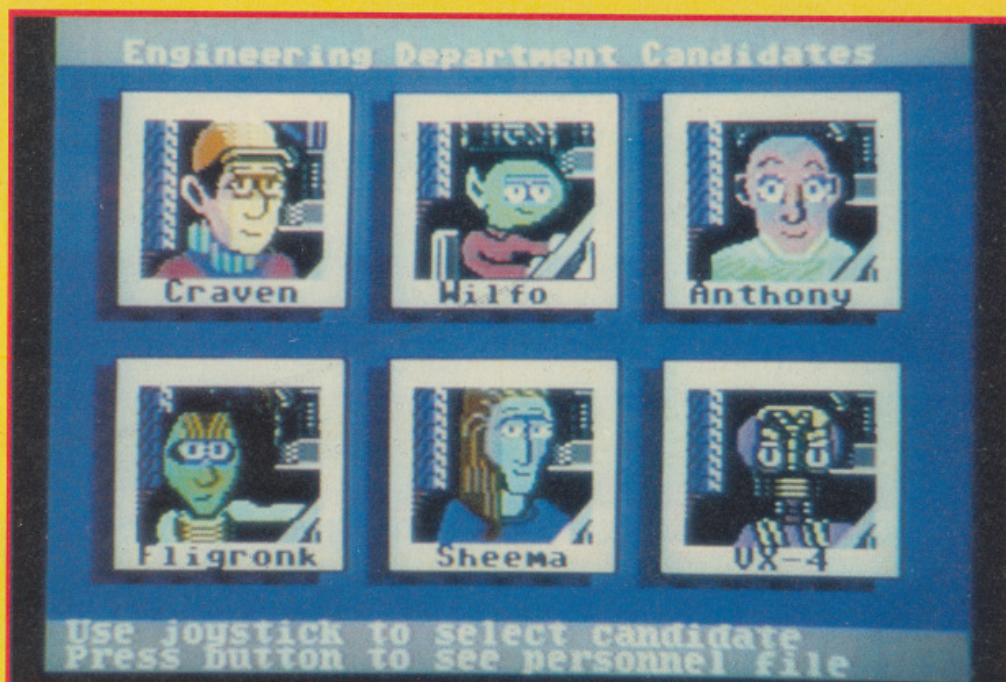 Engineering Department Candidates
Craven
Wilfo
Anthony
Fligronk
Sheema
VX-4
Use joystick to select candidate
Press button to see personnel file